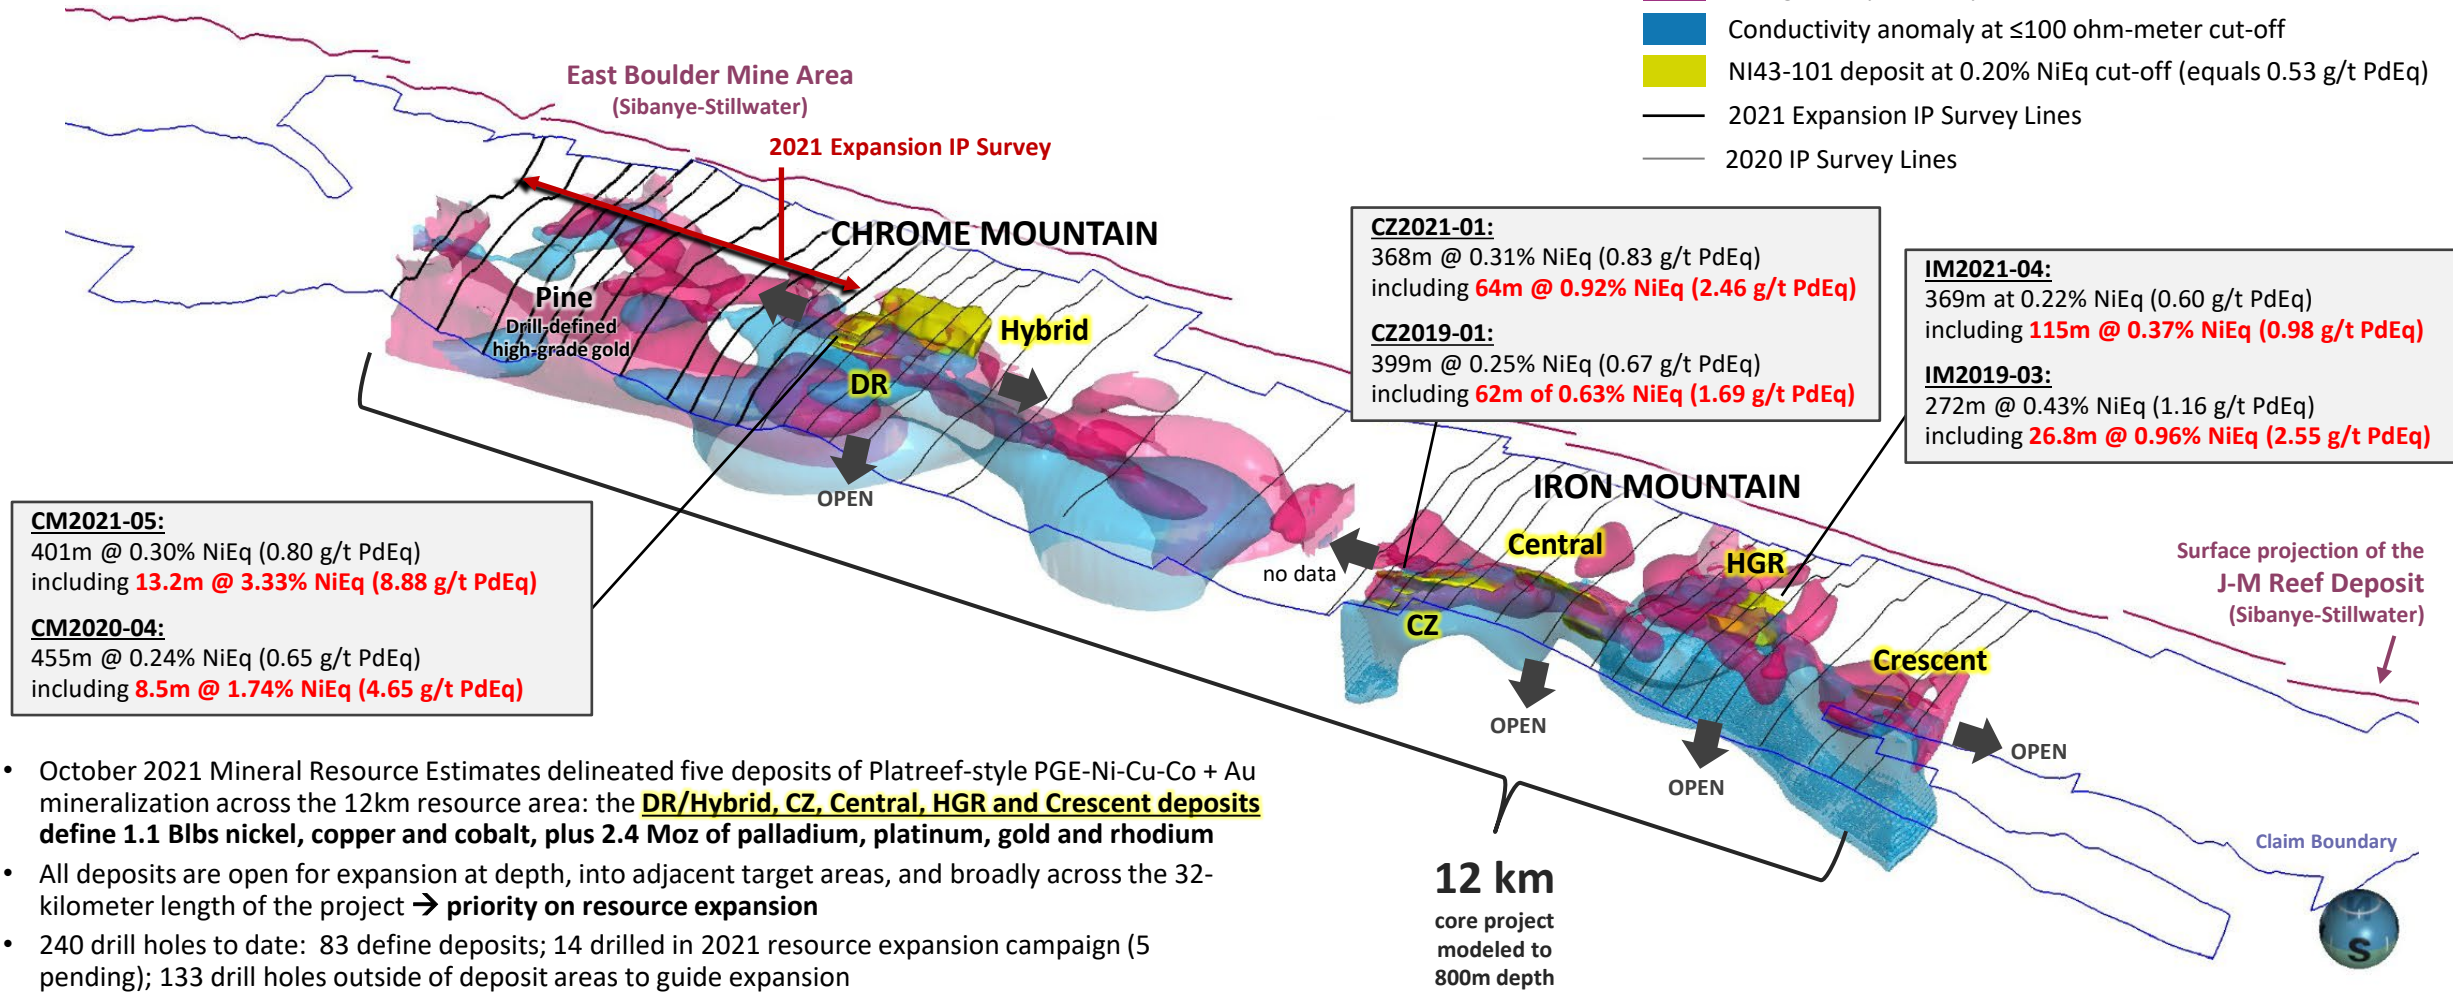 Conductivity anomaly at ≤100 ohm-meter cut-off
NI43-101 deposit at 0.20% NiEq cut-off (equals 0.53 g/t PdEq)
2021 Expansion IP Survey Lines
2020 IP Survey Lines
East Boulder Mine Area
(Sibanye-Stillwater)
2021 Expansion IP Survey
CHROME MOUNTAIN
Pine
Drill-defined
high-grade gold
Hybrid
DR
OPEN
CZ2021-01:
368m @ 0.31% NiEq (0.83 g/t PdEq)
including 64m @ 0.92% NiEq (2.46 g/t PdEq)
CZ2019-01:
399m @ 0.25% NiEq (0.67 g/t PdEq)
including 62m of 0.63% NiEq (1.69 g/t PdEq)
IM2021-04:
369m at 0.22% NiEq (0.60 g/t PdEq)
including 115m @ 0.37% NiEq (0.98 g/t PdEq)
IM2019-03:
272m @ 0.43% NiEq (1.16 g/t PdEq)
including 26.8m @ 0.96% NiEq (2.55 g/t PdEq)
IRON MOUNTAIN
Central
HGR
no data
CZ
Crescent
OPEN
OPEN
OPEN
Surface projection of the
J-M Reef Deposit
(Sibanye-Stillwater)
CM2021-05:
401m @ 0.30% NiEq (0.80 g/t PdEq)
including 13.2m @ 3.33% NiEq (8.88 g/t PdEq)
CM2020-04:
455m @ 0.24% NiEq (0.65 g/t PdEq)
including 8.5m @ 1.74% NiEq (4.65 g/t PdEq)
• October 2021 Mineral Resource Estimates delineated five deposits of Platreef-style PGE-Ni-Cu-Co + Au
mineralization across the 12km resource area: the DR/Hybrid, CZ, Central, HGR and Crescent deposits
define 1.1 Blbs nickel, copper and cobalt, plus 2.4 Moz of palladium, platinum, gold and rhodium
• All deposits are open for expansion at depth, into adjacent target areas, and broadly across the 32-
kilometer length of the project → priority on resource expansion
• 240 drill holes to date: 83 define deposits; 14 drilled in 2021 resource expansion campaign (5
pending); 133 drill holes outside of deposit areas to guide expansion
12 km
core project
modeled to
800m depth
Claim Boundary
S